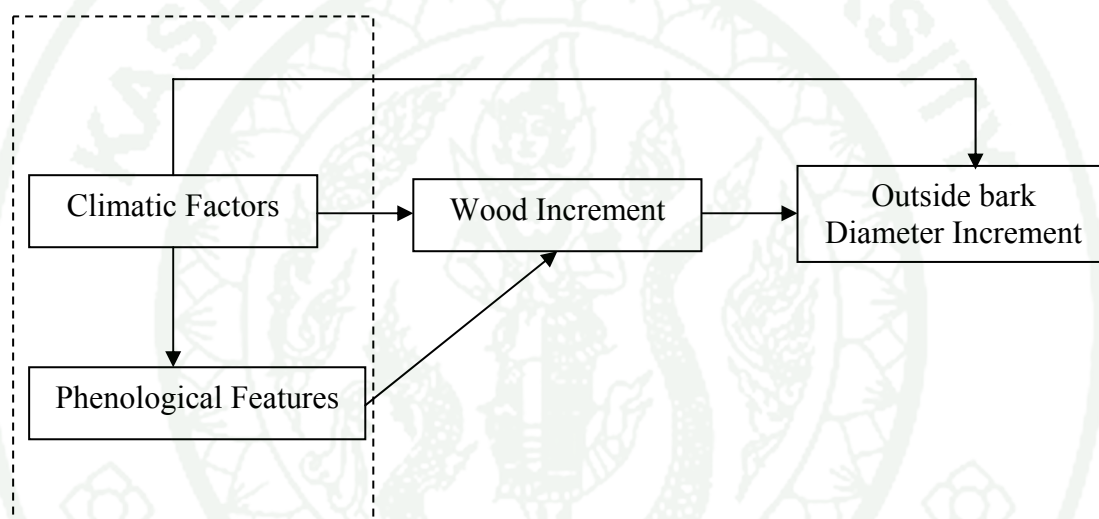 Climatic Factors
Wood Increment
Outside bark
Diameter Increment
Phenological Features